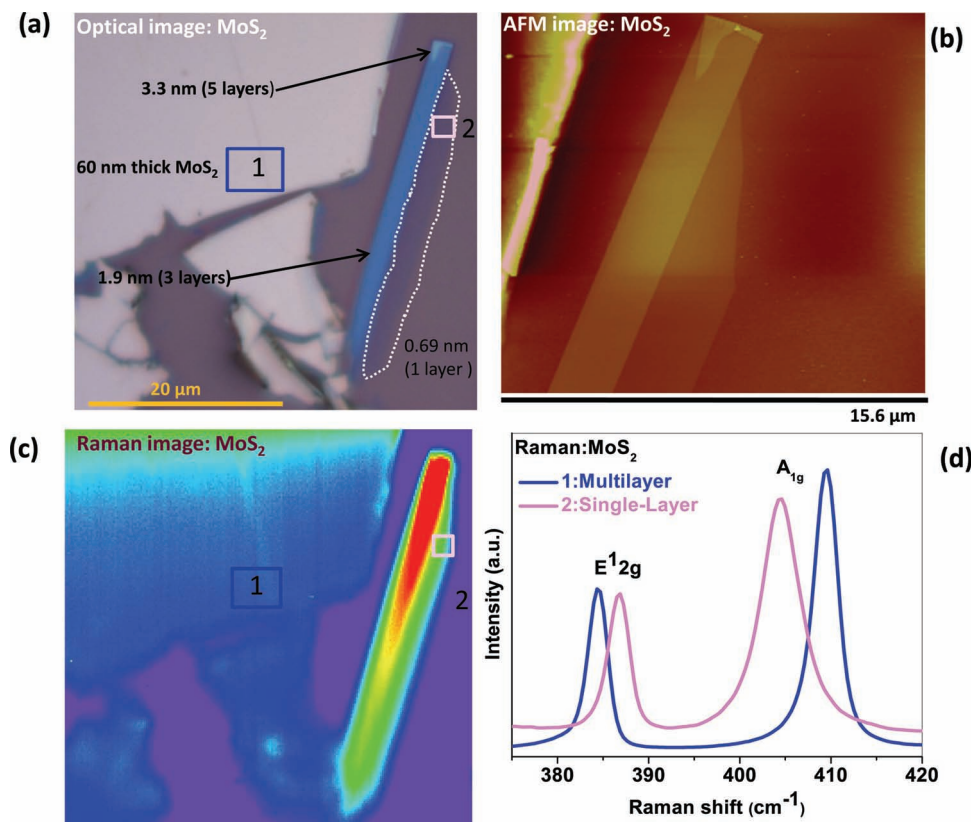 (a)
Optical image: MoS₂
3.3 nm (5 layers)
2
60 nm thick MoS₂
1
1.9 nm (3 layers)
0.69 nm
(1 layer )
20 µm
AFM image: MoS₂
(b)
15.6 µm
(c)
Raman image: MoS₂
1
2
Raman:MoS₂
(d)
1:Multilayer
2:Single-Layer
A₁g
E¹2g
Intensity (a.u.)
380 390 400 410 420
Raman shift (cm⁻¹)